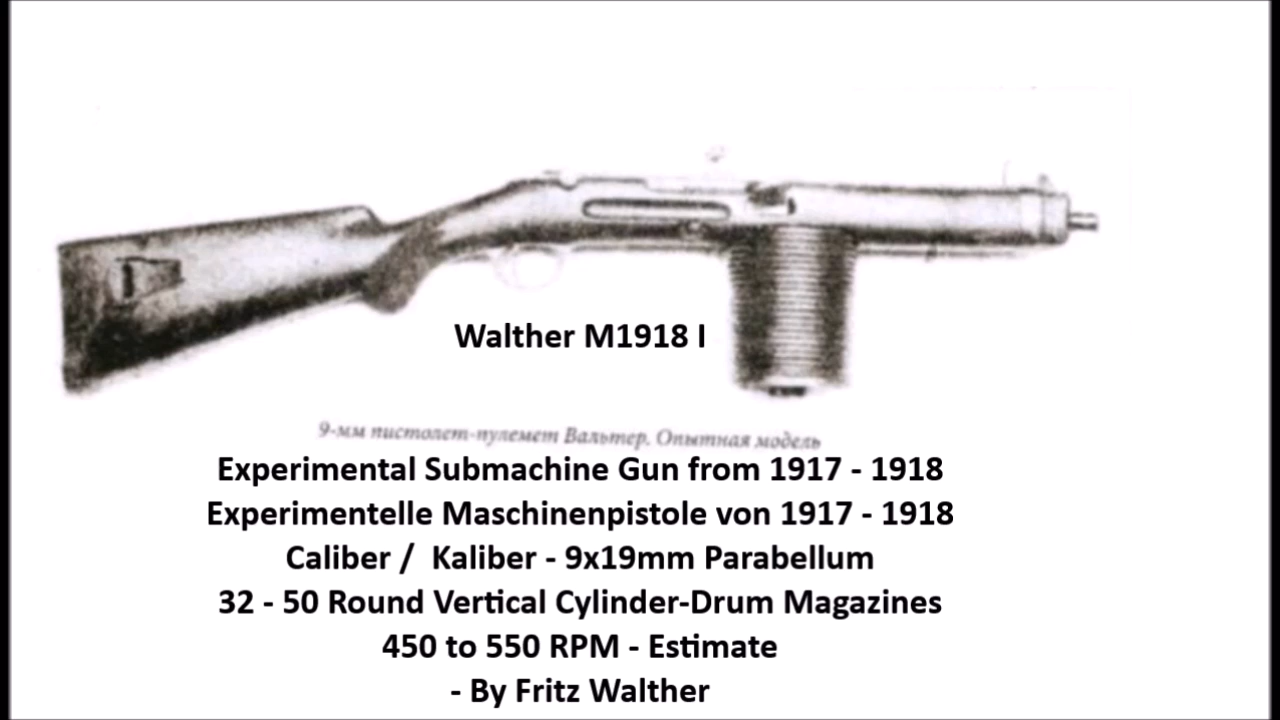 Walther M1918 I
9-мм пистолет-пулемет Вальтер. Опытная модель
Experimental Submachine Gun from 1917 - 1918
Experimentelle Maschinenpistole von 1917 - 1918
Caliber /  Kaliber - 9x19mm Parabellum
32 - 50 Round Vertical Cylinder-Drum Magazines
450 to 550 RPM - Estimate
- By Fritz Walther